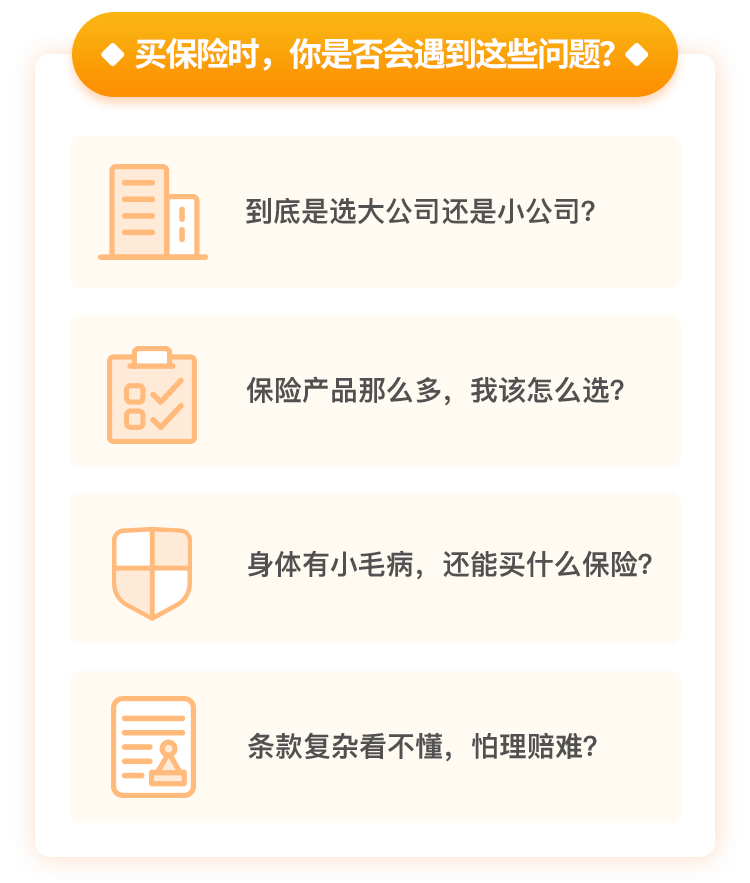 买保险时，你是否会遇到这些问题？
到底是选大公司还是小公司？
保险产品那么多，我该怎么选？
身体有小毛病，还能买什么保险？
条款复杂看不懂，怕理赔难？